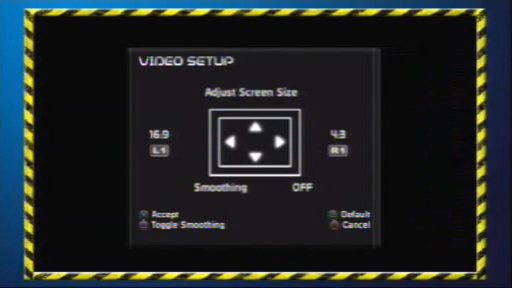 VIDEO SETUP
Adjust Screen Size
16:9
4:3
L1
R1
Smoothing OFF
Accept
Default
Toggle Smoothing
Cancel